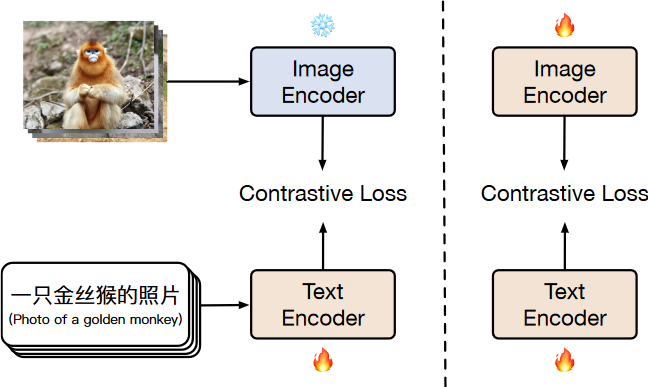 Image
Encoder
Contrastive Loss
一只金丝猴的照片
(Photo of a golden monkey)
Text
Encoder
Image
Encoder
Contrastive Loss
Text
Encoder